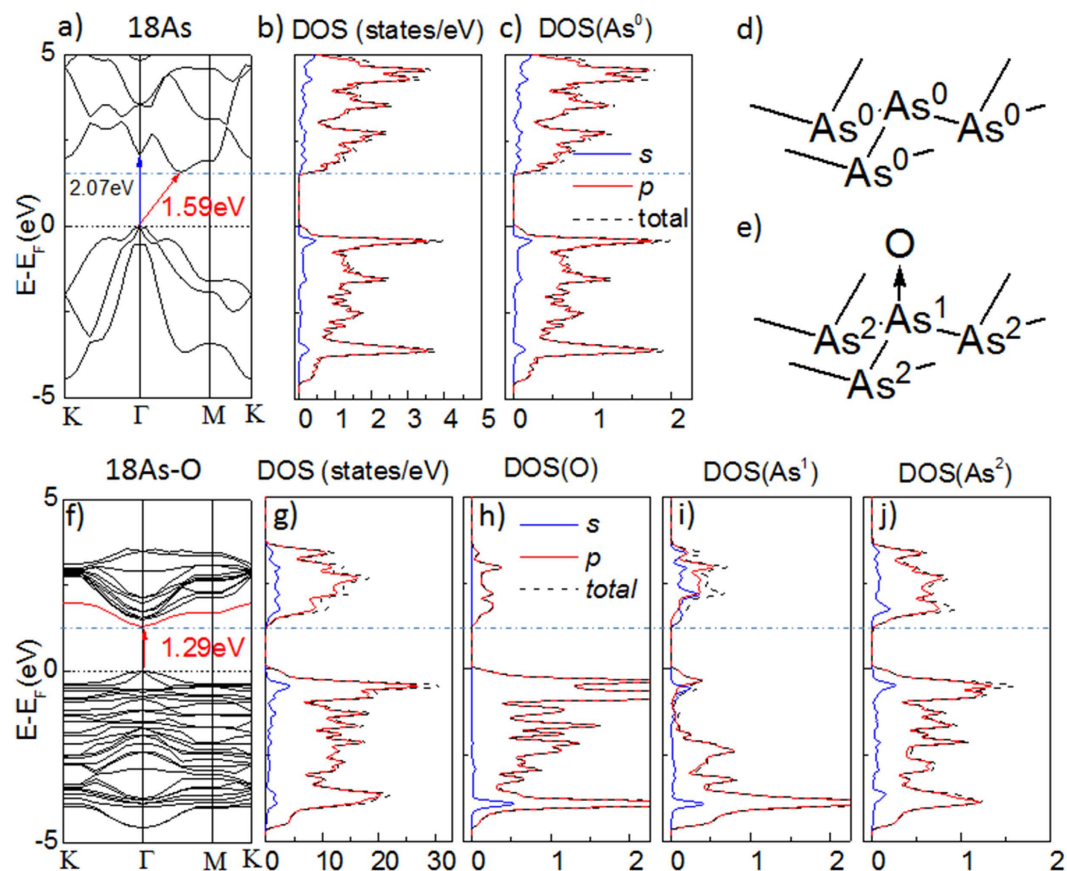 a) 18As
b) DOS (states/eV)
c) DOS(As⁰)
d)
5
0
-5
E-E_F (eV)
2.07eV
1.59eV
K Γ M K
0 1 2 3 4 5
s
p
total
0 1 2
As⁰ As⁰ As⁰
As⁰
e)
O
As² As¹ As²
As²
18As-O
DOS (states/eV)
DOS(O)
DOS(As¹)
DOS(As²)
f)
g)
h)
i)
j)
5
0
-5
E-E_F (eV)
1.29eV
K Γ M K
0 10 20 30
s
p
total
0 1 2
0 1 2
0 1 2